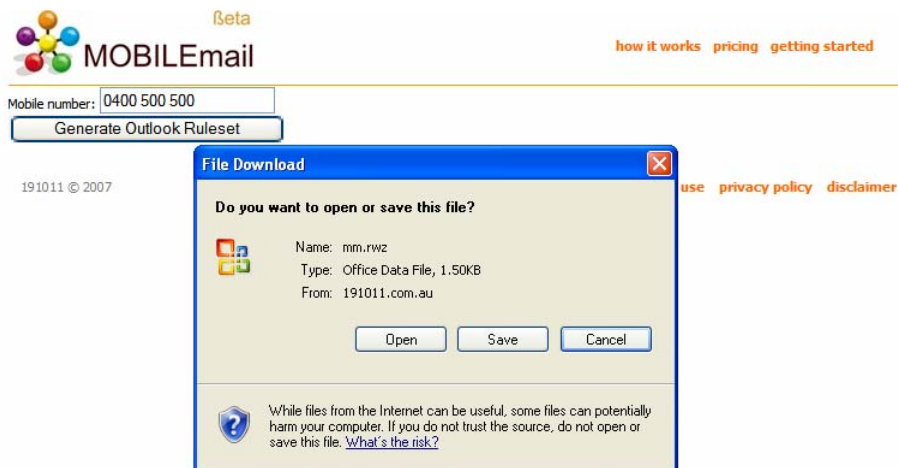 ßeta
MOBILEmail
how it works pricing getting started
Mobile number: 0400 500 500
Generate Outlook Ruleset
191011 © 2007
use privacy policy disclaimer
File Download
Do you want to open or save this file?
Name: mm.rwz
Type: Office Data File, 1.50KB
From: 191011.com.au
Open Save Cancel
While files from the Internet can be useful, some files can potentially
harm your computer. If you do not trust the source, do not open or
save this file. What's the risk?